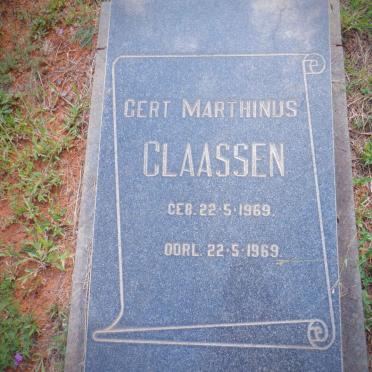 GERT MARTHINUS
CLAASSEN
GEB. 22·5·1969.
OORL. 22·5·1969.